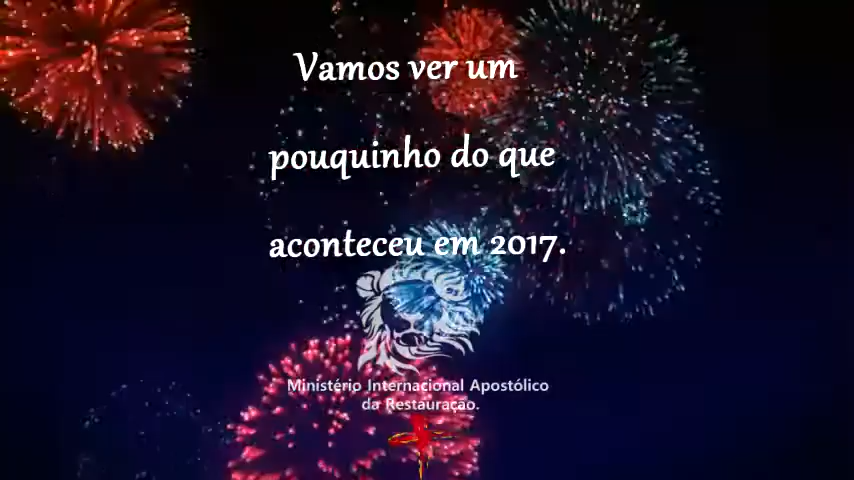 Vamos ver um
pouquinho do que
aconteceu em 2017.
Ministério Internacional Apostólico
da Restauração.